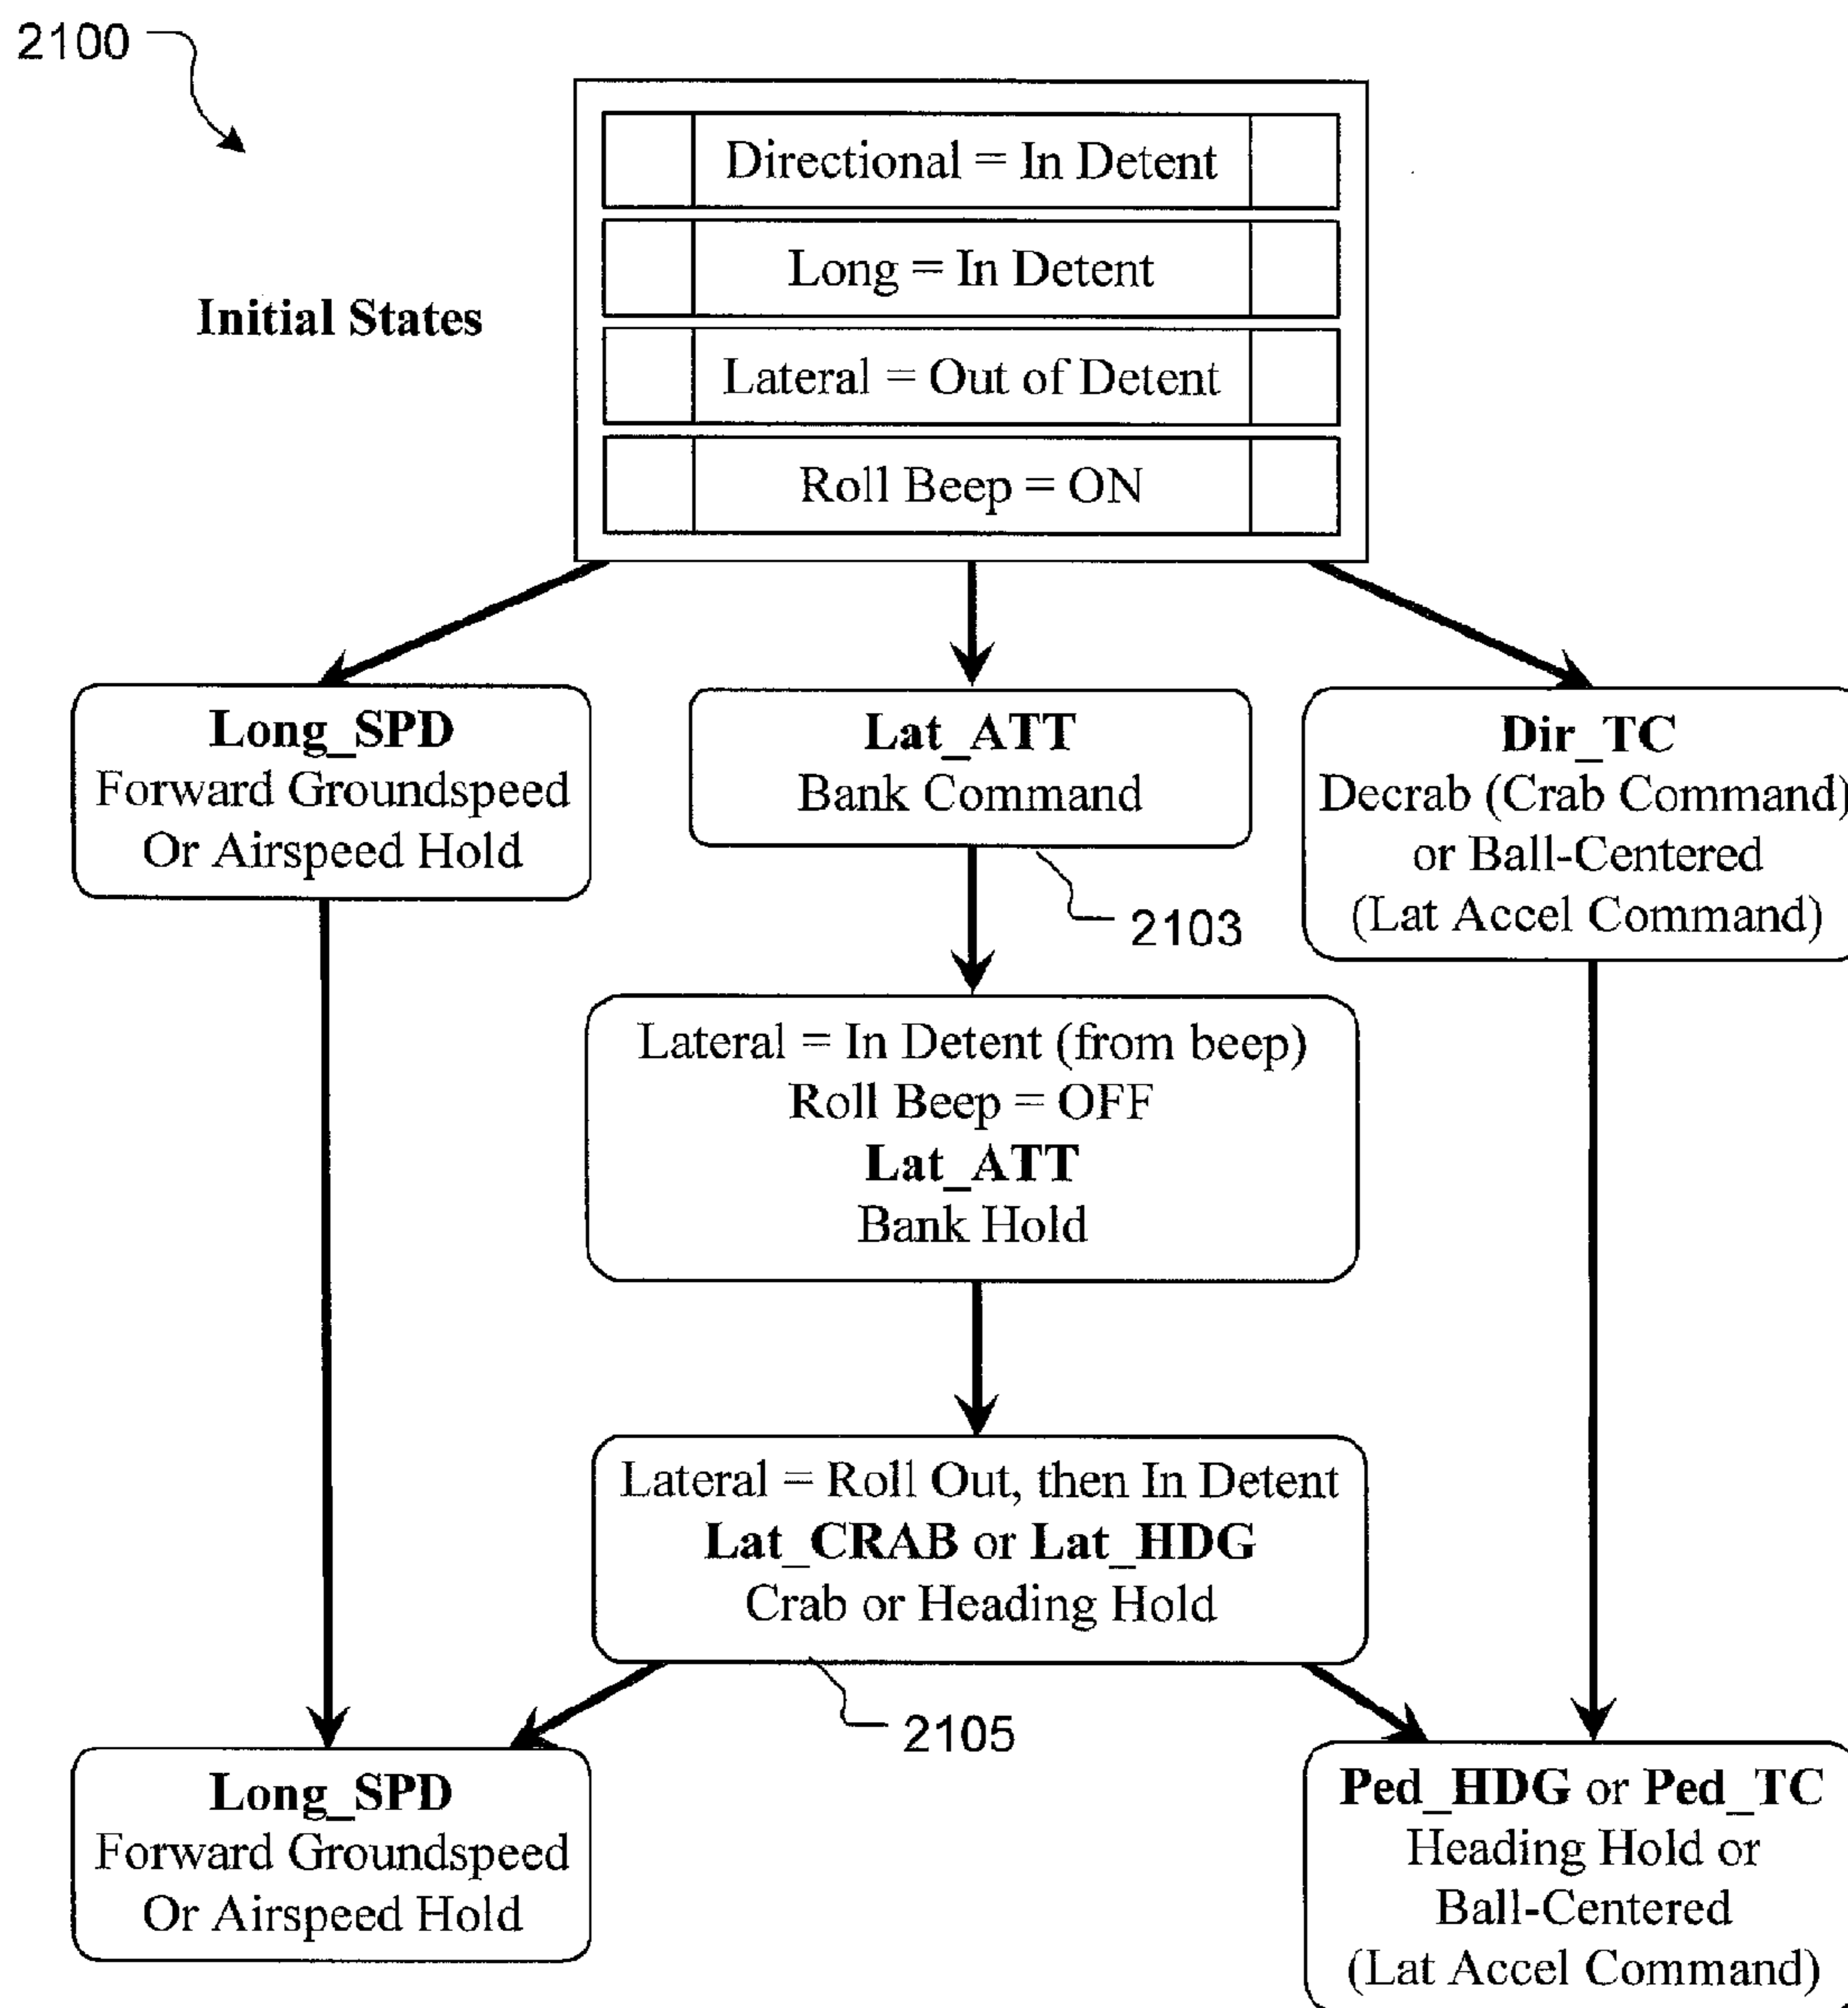 2100
Directional = In Detent
Long = In Detent
Initial States
Lateral = Out of Detent
Roll Beep = ON
Long_SPD
Forward Groundspeed
Or Airspeed Hold
Lat_ATT
Bank Command
Dir_TC
Decrab (Crab Command)
or Ball-Centered
(Lat Accel Command)
2103
Lateral = In Detent (from beep)
Roll Beep = OFF
Lat_ATT
Bank Hold
Lateral = Roll Out, then In Detent
Lat_CRAB or Lat_HDG
Crab or Heading Hold
2105
Long_SPD
Forward Groundspeed
Or Airspeed Hold
Ped_HDG or Ped_TC
Heading Hold or
Ball-Centered
(Lat Accel Command)